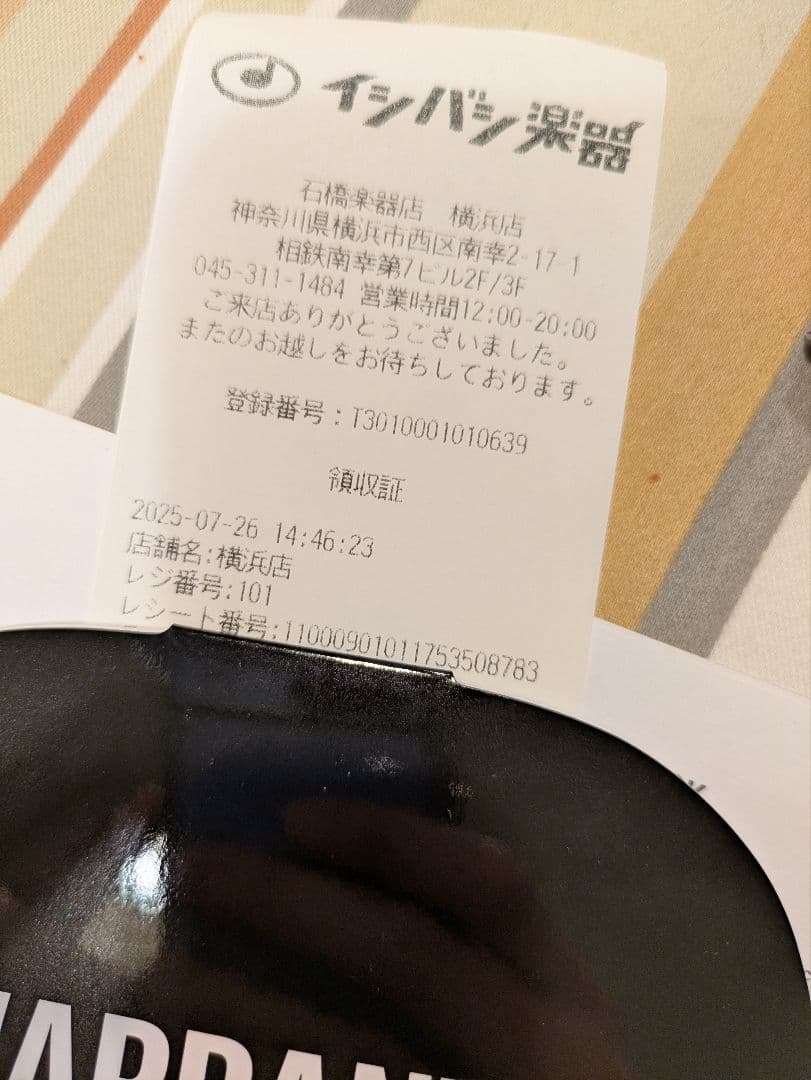 イシバシ楽器
石橋楽器店 横浜店
神奈川県横浜市西区南幸2-17-1
相鉄南幸第7ビル2F/3F
045-311-1484 営業時間12:00-20:00
ご来店ありがとうございました。
またのお越しをお待ちしております。
登録番号:T3010001010639
領収証
2025-07-26 14:46:23
店舗名:横浜店
レジ番号:101
レシート番号:11000901011753508783